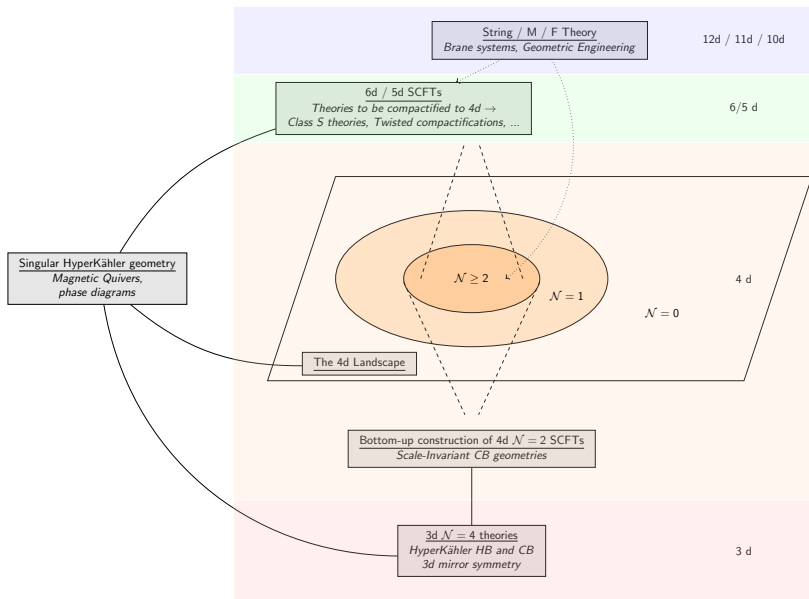 String / M / F Theory
Brane systems, Geometric Engineering
12d / 11d / 10d
6d / 5d SCFTs
Theories to be compactified to 4d →
Class S theories, Twisted compactifications, ...
6/5 d
Singular HyperKähler geometry
Magnetic Quivers,
phase diagrams
𝒩 ≥ 2
𝒩 = 1
𝒩 = 0
4 d
The 4d Landscape
Bottom-up construction of 4d 𝒩 = 2 SCFTs
Scale-Invariant CB geometries
3d 𝒩 = 4 theories
HyperKähler HB and CB
3d mirror symmetry
3 d